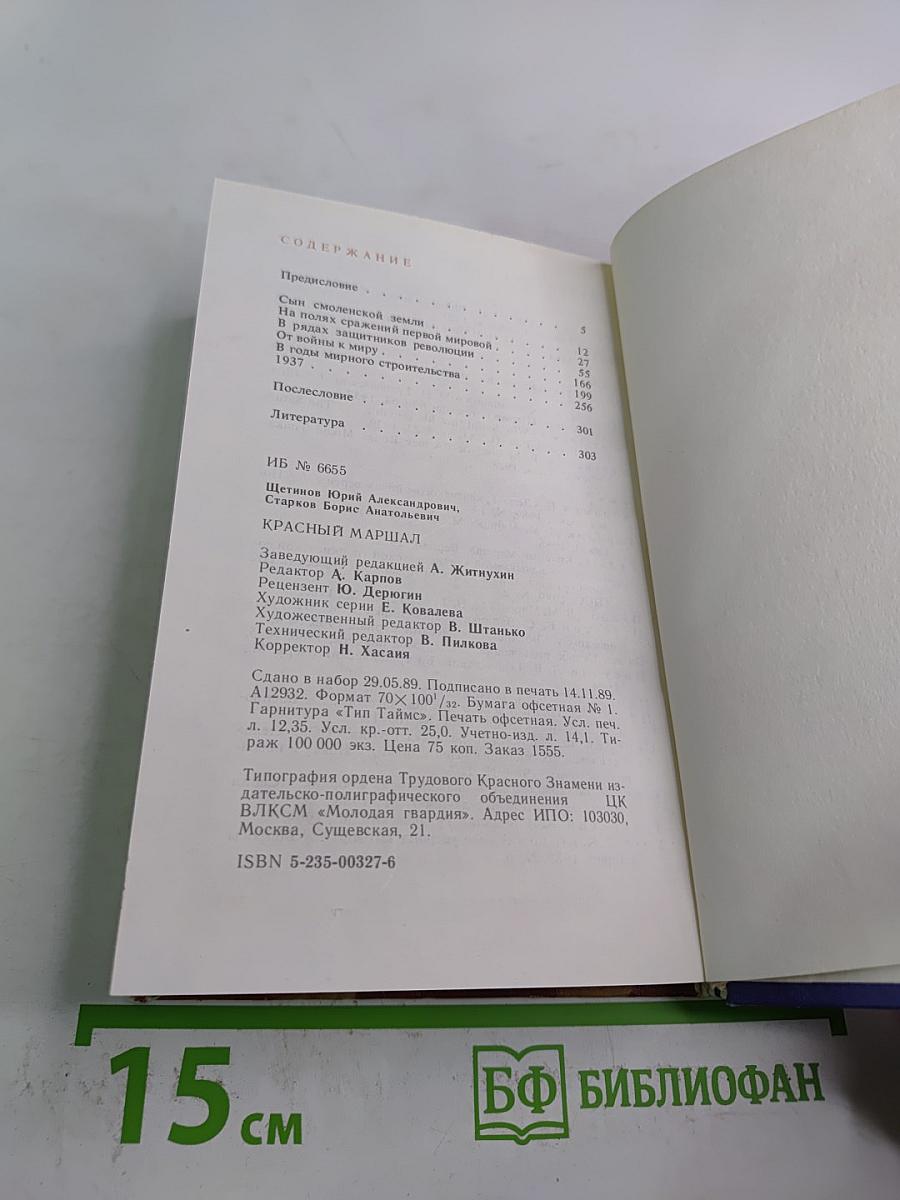 СОДЕРЖАНИЕ
Предисловие . . . . . . . . . . . 5
Сын смоленской земли . . . . . . . 12
На полях сражений первой мировой . . . . 27
В рядах защитников революции . . . . . 55
От войны к миру . . . . . . . . . 166
В годы мирного строительства . . . . . 199
1937 . . . . . . . . . . . 256
Послесловие . . . . . . . . . . 301
Литература . . . . . . . . . . 303
ИБ № 6655
Щетинов Юрий Александрович,
Старков Борис Анатольевич
КРАСНЫЙ МАРШАЛ
Заведующий редакцией А. Житнухин
Редактор А. Карпов
Рецензент Ю. Дерюгин
Художник серии Е. Ковалева
Художественный редактор В. Штанько
Технический редактор В. Пилкова
Корректор Н. Хасаия
Сдано в набор 29.05.89. Подписано в печать 14.11.89.
А12932. Формат 70×100¹/₃₂. Бумага офсетная № 1.
Гарнитура «Тип Таймс». Печать офсетная. Усл. печ.
л. 12,35. Усл. кр.-отт. 25,0. Учетно-изд. л. 14,1. Ти-
раж 100 000 экз. Цена 75 коп. Заказ 1555.
Типография ордена Трудового Красного Знамени из-
дательско-полиграфического объединения ЦК
ВЛКСМ «Молодая гвардия». Адрес ИПО: 103030,
Москва, Сущевская, 21.
ISBN 5-235-00327-6
15 см
БФ БИБЛИОФАН